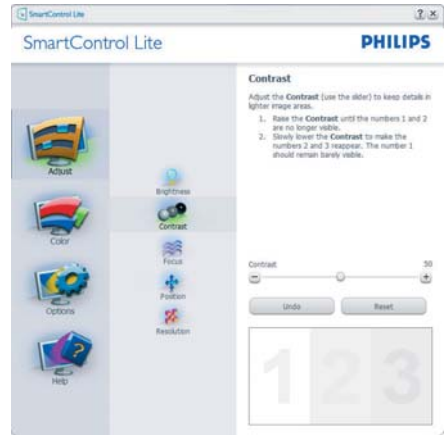 SmartControl Lite
SmartControl Lite
PHILIPS
Adjust
Color
Options
Help
Brightness
Contrast
Focus
Position
Resolution
Contrast
Adjust the Contrast (use the slider) to keep details in
lighter image areas.
1. Raise the Contrast until the numbers 1 and 2
are no longer visible.
2. Slowly lower the Contrast to make the
numbers 2 and 3 reappear. The number 1
should remain barely visible.
Contrast 50
Undo Reset
1 2 3